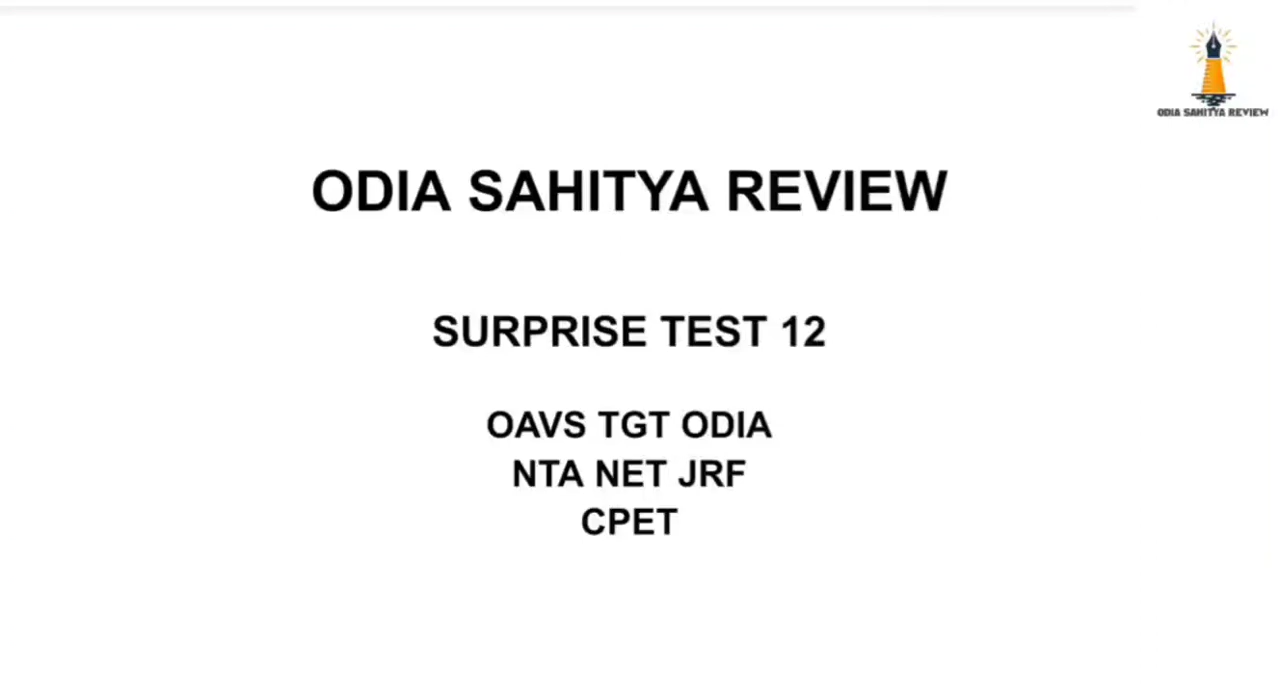 ODIA SAHITYA REVIEW
ODIA SAHITYA REVIEW
SURPRISE TEST 12
OAVS TGT ODIA
NTA NET JRF
CPET